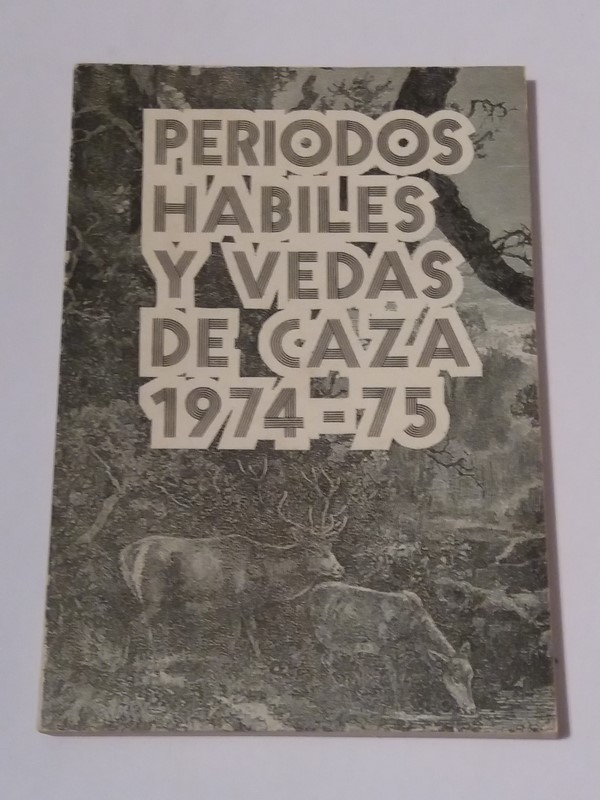 PERIODOS
HABILES
Y VEDAS
DE CAZA
1974-75